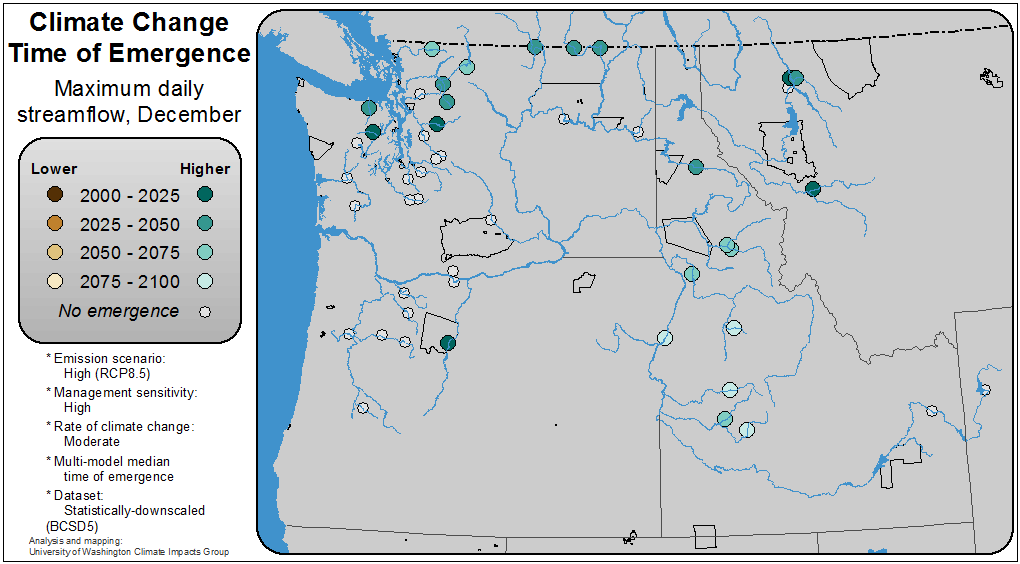 Climate Change
Time of Emergence
Maximum daily
streamflow, December
Lower Higher
2000 - 2025
2025 - 2050
2050 - 2075
2075 - 2100
No emergence
* Emission scenario:
High (RCP8.5)
* Management sensitivity:
High
* Rate of climate change:
Moderate
* Multi-model median
time of emergence
* Dataset:
Statistically-downscaled
(BCSD5)
Analysis and mapping:
University of Washington Climate Impacts Group